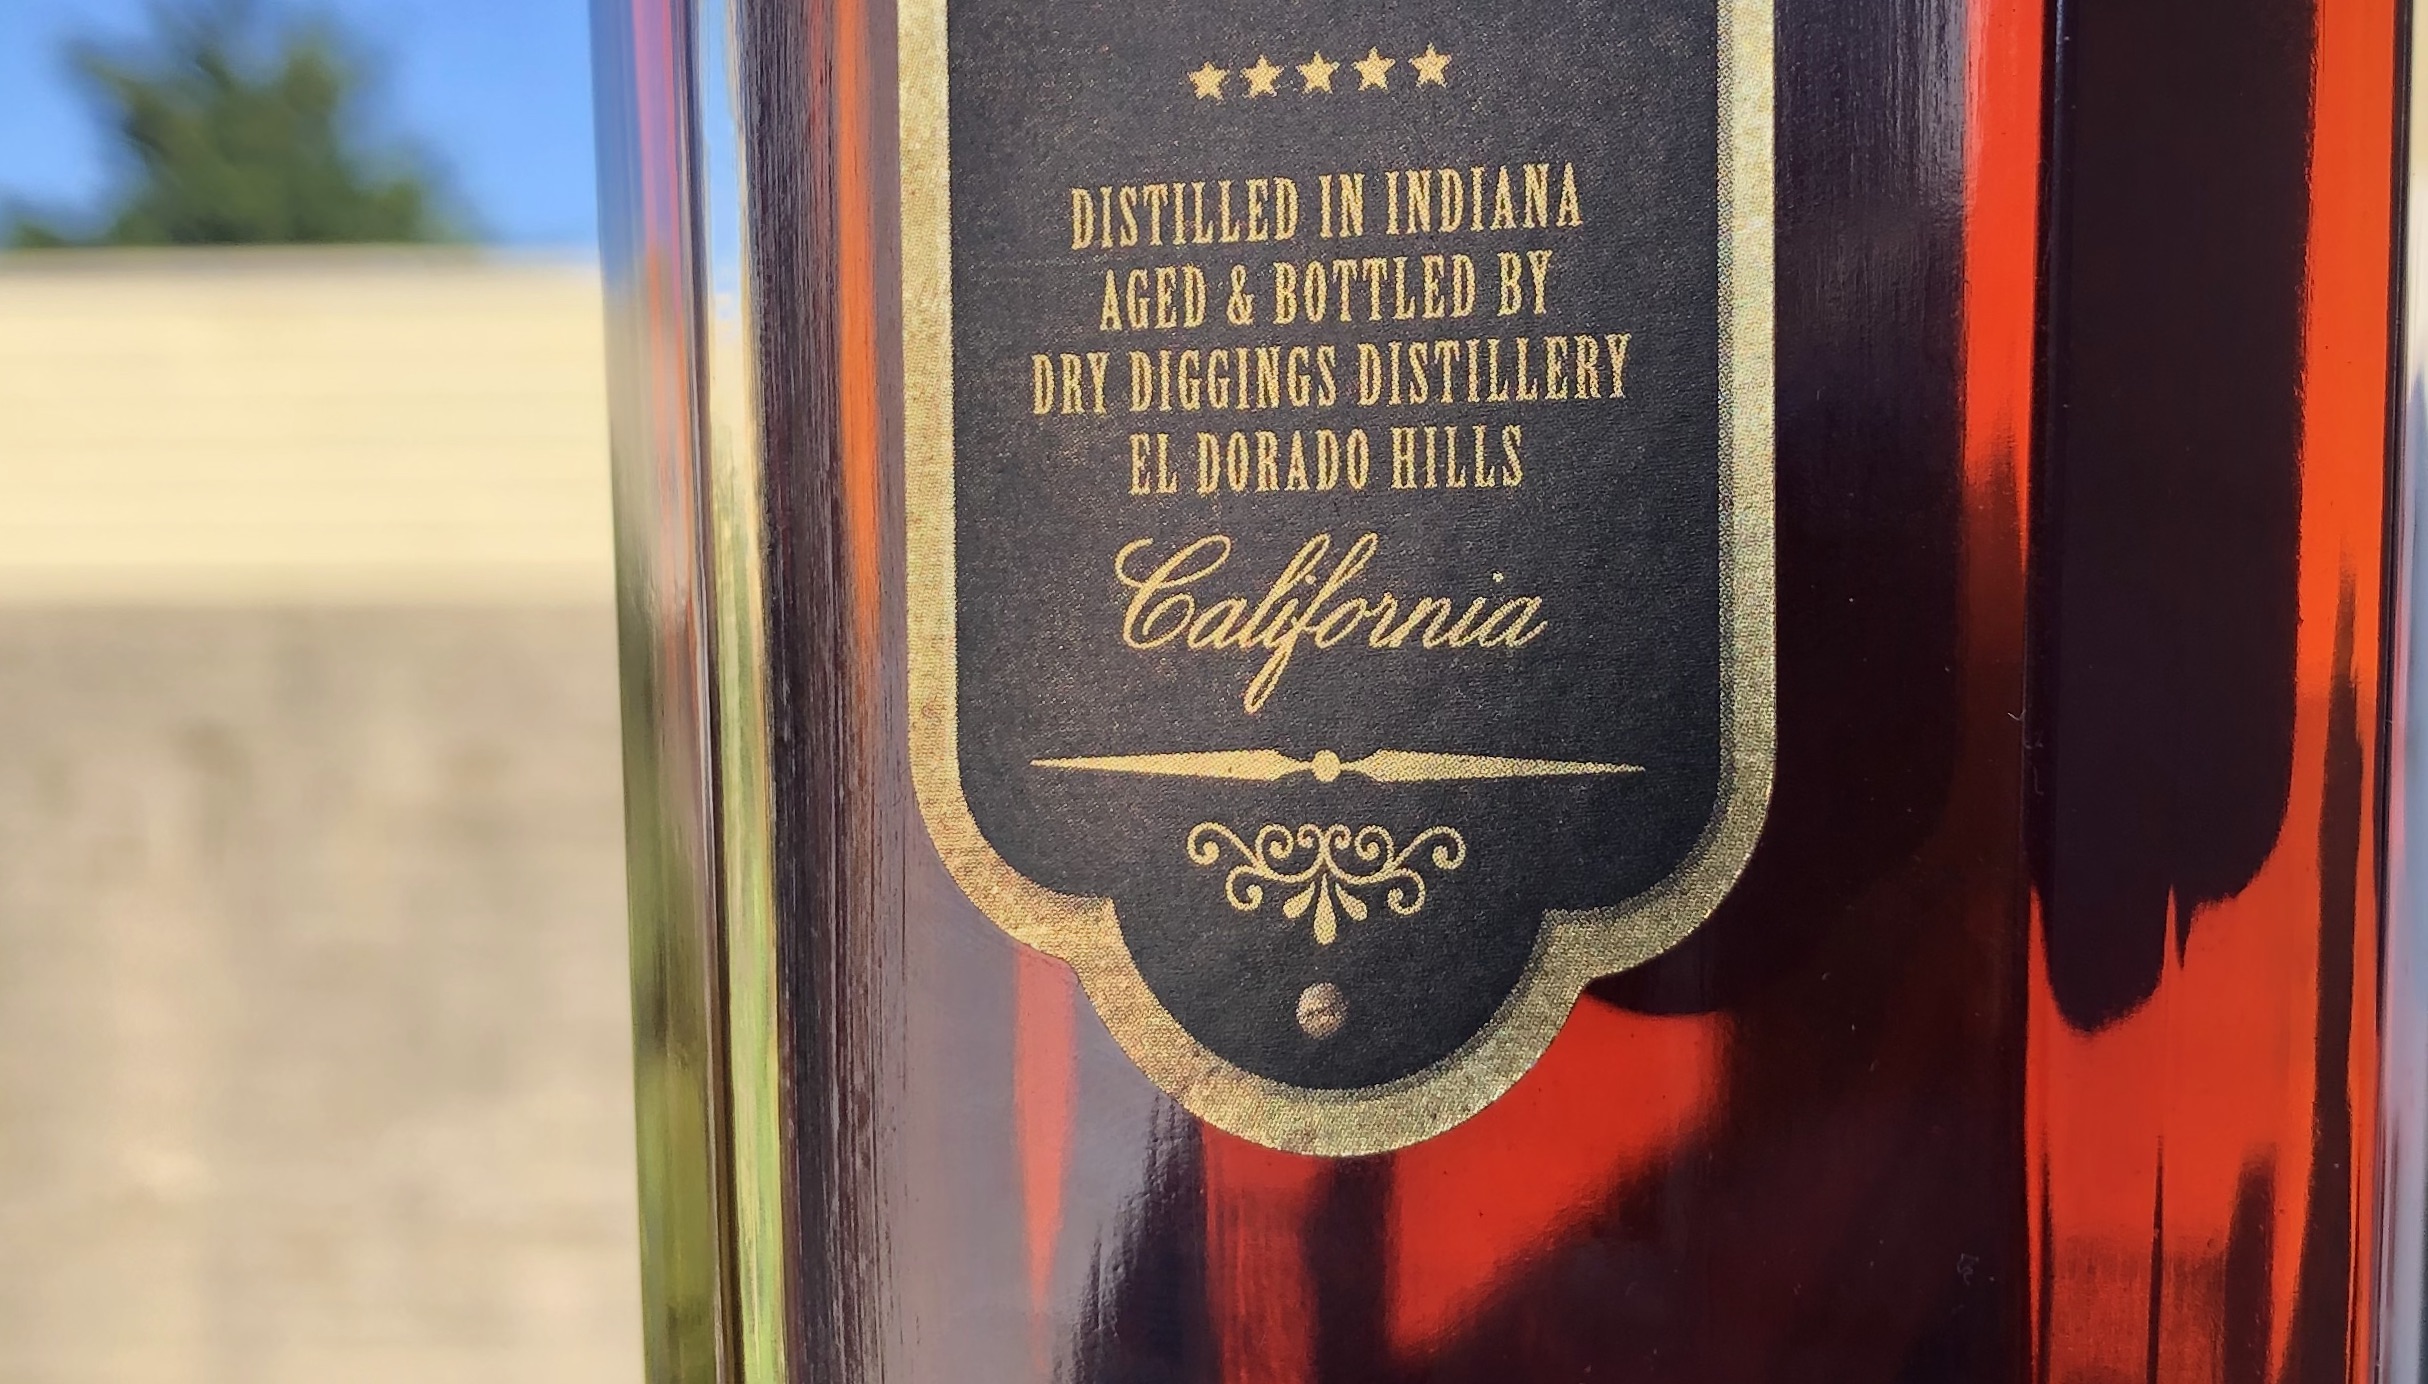 DISTILLED IN INDIANA
AGED & BOTTLED BY
DRY DIGGINGS DISTILLERY
EL DORADO HILLS
California